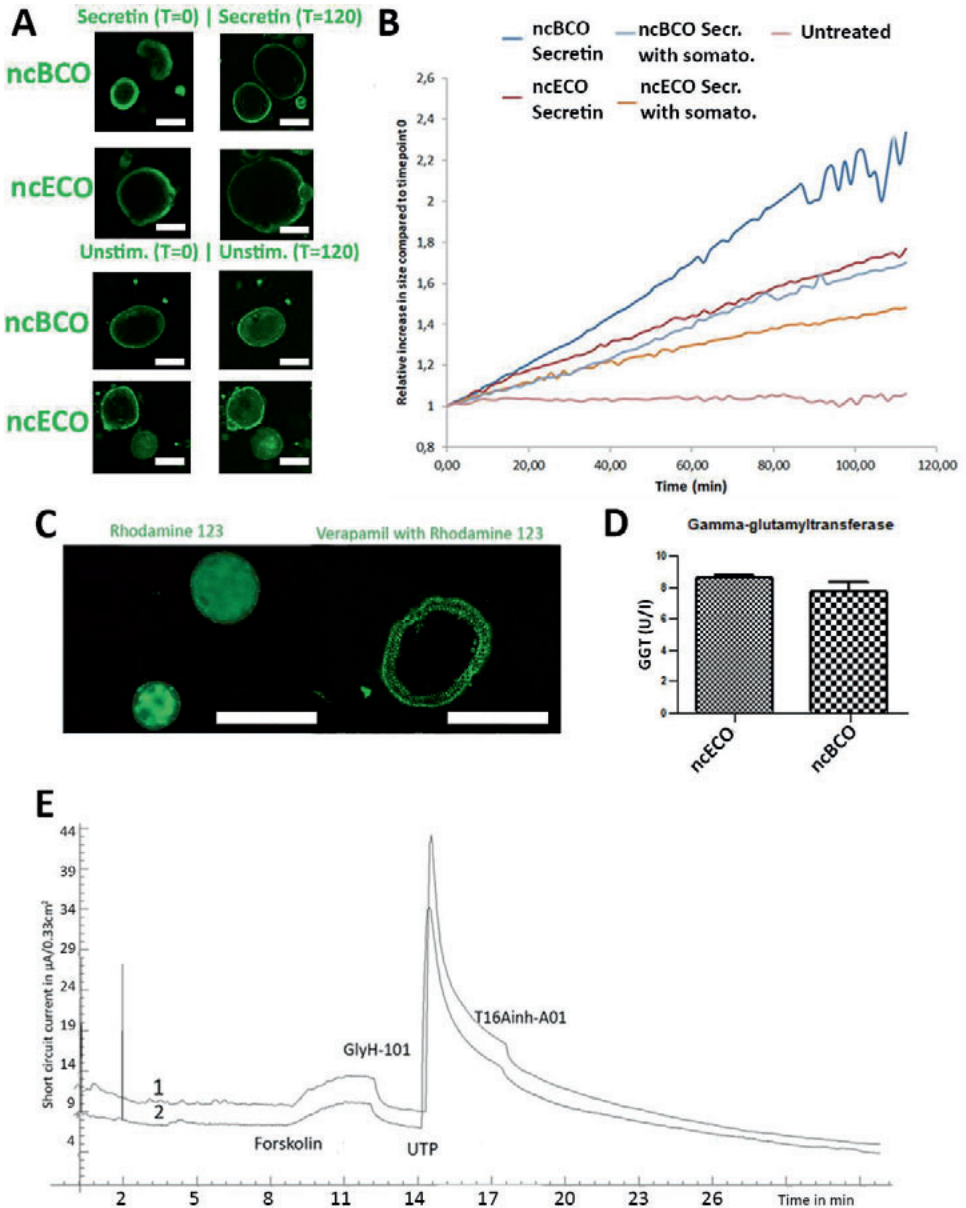 A
Secretin (T=0) | Secretin (T=120)
ncBCO
ncECO
Unstim. (T=0) | Unstim. (T=120)
ncBCO
ncECO
B
ncBCO Secretin
ncBCO Secr. with somato.
Untreated
ncECO Secretin
ncECO Secr. with somato.
Relative increase in size compared to timepoint 0
2,6
2,4
2,2
2
1,8
1,6
1,4
1,2
1
0,8
0,00 20,00 40,00 60,00 80,00 100,00 120,00
Time (min)
C
Rhodamine 123
Verapamil with Rhodamine 123
D
Gamma-glutamyltransferase
GGT (U/l)
10
8
6
4
2
0
ncECO
ncBCO
E
Short circuit current in µA/0.33cm²
44
39
34
29
24
19
14
9
4
1
2
Forskolin
GlyH-101
UTP
T16Ainh-A01
2 5 8 11 14 17 20 23 26 Time in min